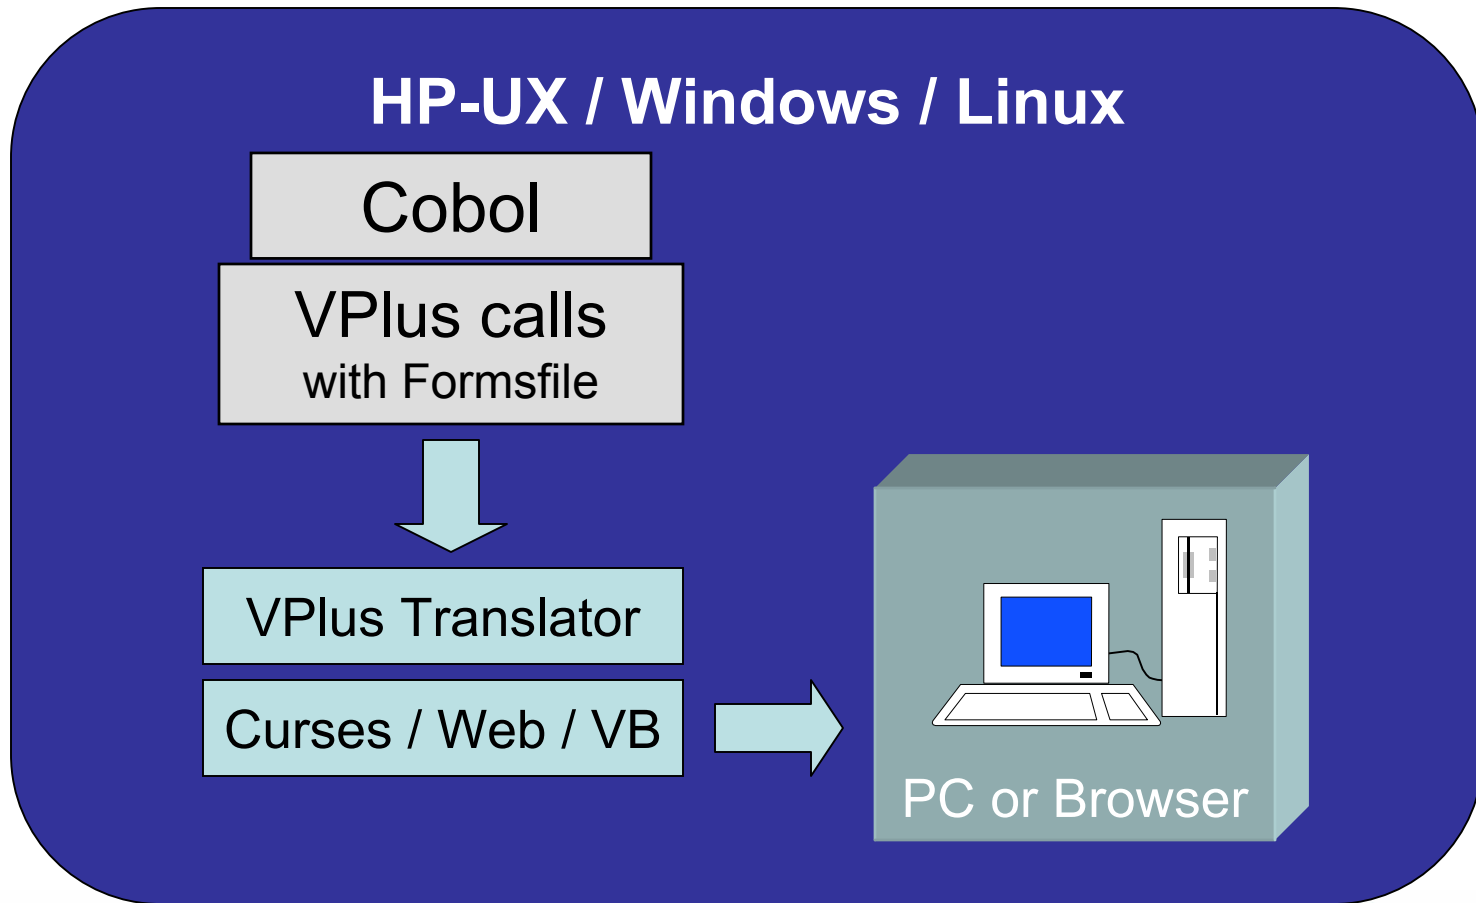 HP-UX / Windows / Linux
Cobol
VPlus calls
with Formsfile
VPlus Translator
Curses / Web / VB
PC or Browser